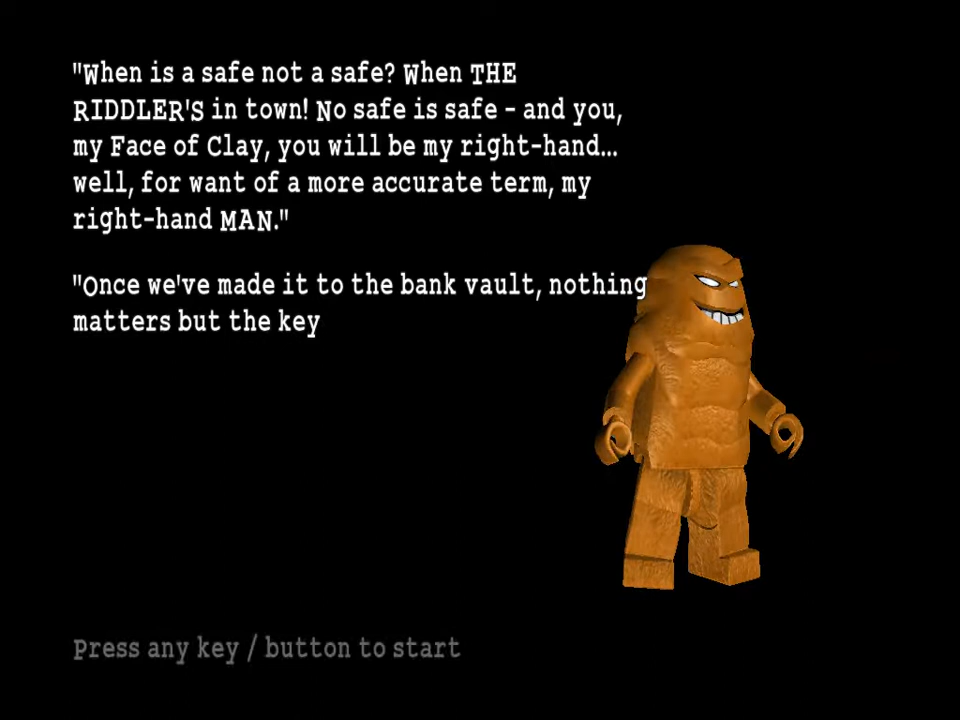 "When is a safe not a safe? When THE
RIDDLER'S in town! No safe is safe - and you,
my Face of Clay, you will be my right-hand...
well, for want of a more accurate term, my
right-hand MAN."
"Once we've made it to the bank vault, nothing
matters but the key
Press any key / button to start